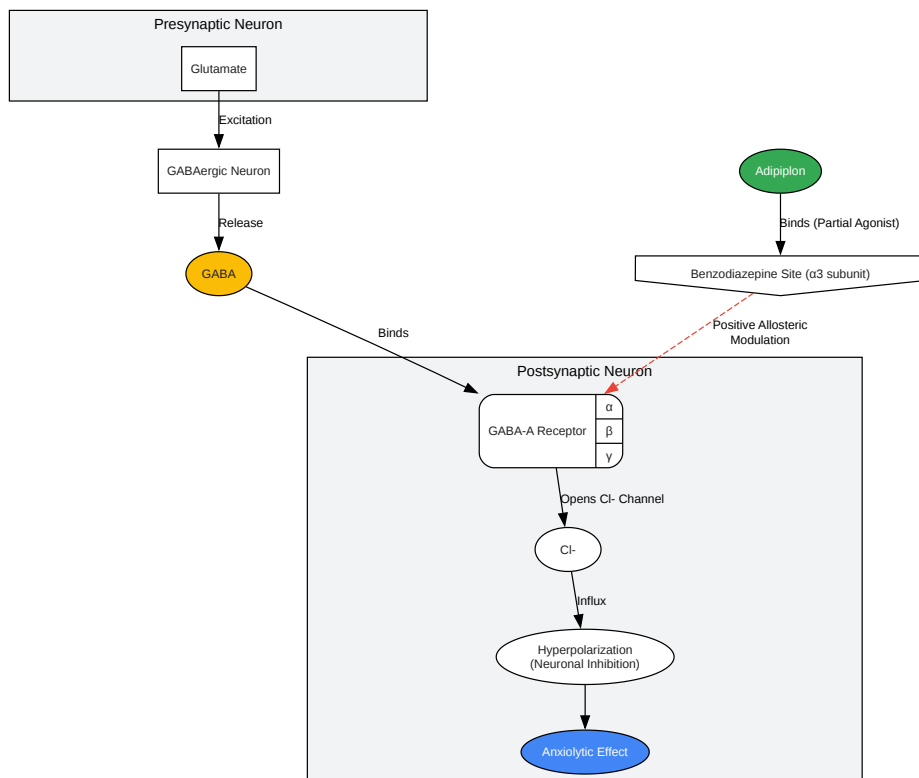 Presynaptic Neuron
Glutamate
Excitation
GABAergic Neuron
Release
GABA
Adipiplon
Binds (Partial Agonist)
Benzodiazepine Site (α3 subunit)
Positive Allosteric
Modulation
Binds
Postsynaptic Neuron
GABA-A Receptor
α
β
γ
Opens Cl- Channel
Cl-
Influx
Hyperpolarization
(Neuronal Inhibition)
Anxiolytic Effect